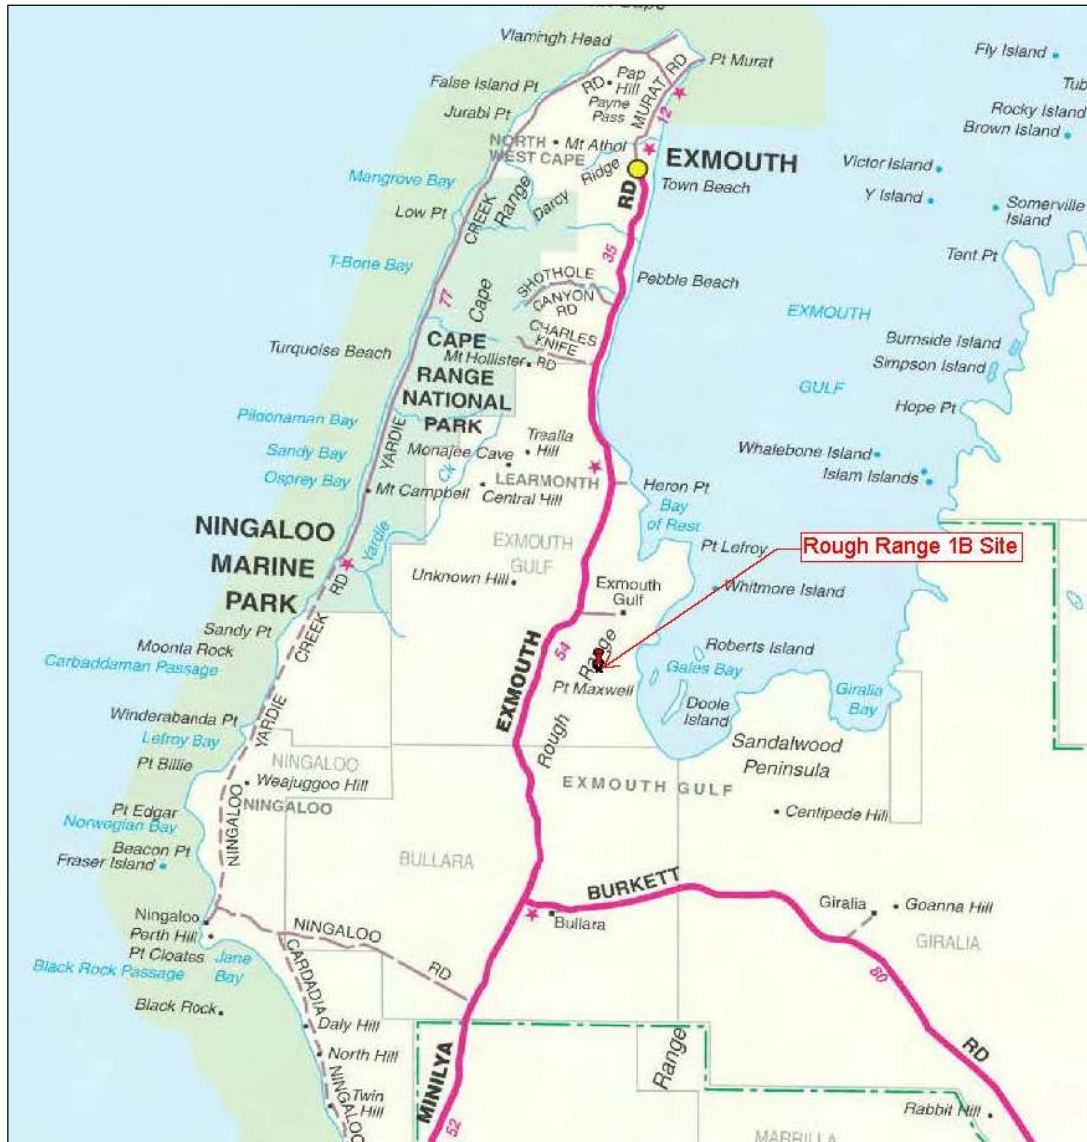 Vlamingh Head
Pt Murat
Fly Island
False Island Pt
RD
Pap
Hill
Payne
Pass
MURAT RD
12
Tub
Rocky Island
Brown Island
Jurabi Pt
NORTH
WEST CAPE
Mt Athol
Ridge
EXMOUTH
Victor Island
Mangrove Bay
Town Beach
Y Island
Somerville
Island
Low Pt
CREEK
Range
Darcy
RD
Tent Pt
T-Bone Bay
35
Pebble Beach
SHOTHOLE
CANYON
RD
77
Cape
EXMOUTH
CHARLES
KNIFE
RD
Burnside Island
Turquoise Beach
CAPE
RANGE
NATIONAL
PARK
Mt Hollister
Simpson Island
GULF
Hope Pt
Pilgonaman Bay
YARDIE
Trealla
Hill
Sandy Bay
Monajee Cave
Whalebone Island
Islam Islands
Osprey Bay
Mt Campbell
Ck
LEARMONTH
Central Hill
Heron Pt
Bay
of Rest
NINGALOO
MARINE
PARK
Yardie
EXMOUTH
GULF
Pt Lefroy
Rough Range 1B Site
Unknown Hill
Exmouth
Gulf
Whitmore Island
RD
Sandy Pt
CREEK
Moonta Rock
Carbaddaman Passage
EXMOUTH
54
Range
Roberts Island
Gales Bay
Pt Maxwell
Giralia
Bay
Doole
Island
Winderabanda Pt
Lefroy Bay
YARDIE
Rough
Sandalwood
Peninsula
Pt Billie
NINGALOO
Weajuggoo Hill
NINGALOO
EXMOUTH GULF
Pt Edgar
Norwegian Bay
NINGALOO
Centipede Hill
Beacon Pt
Fraser Island
BULLARA
BURKETT
Ningaloo
Bullara
Giralia
Goanna Hill
Perth Hill
NINGALOO
RD
GIRALIA
Pt Cloates
Jane
Bay
Black Rock Passage
CARDADIA
80
Black Rock
Daly Hill
RD
North Hill
MINILYA
Range
NINGALOO
Twin
Hill
52
Rabbit Hill
MARRILLA